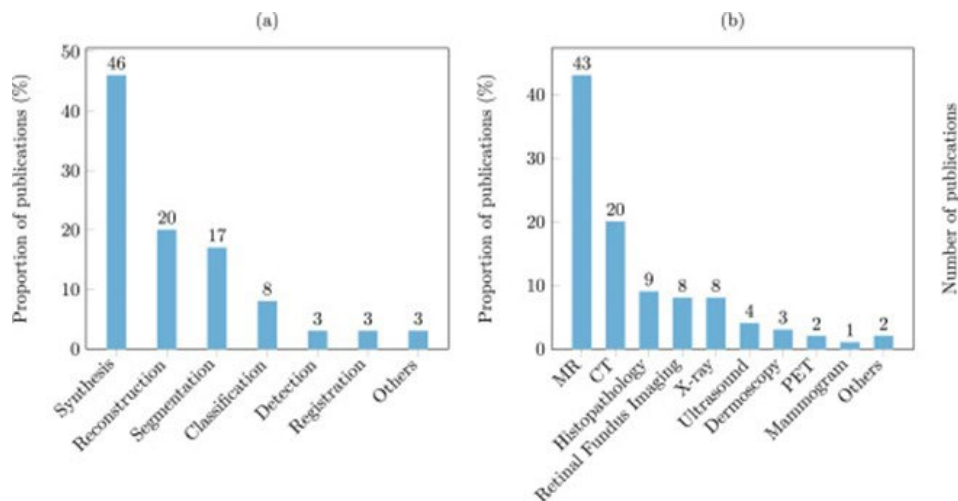 (a)
Proportion of publications (%)
50
40
30
20
10
0
46
20
17
8
3
3
3
Synthesis
Reconstruction
Segmentation
Classification
Detection
Registration
Others
(b)
Proportion of publications (%)
40
30
20
10
0
43
20
9
8
8
4
3
2
1
2
MR
CT
Histopathology
Retinal Fundus Imaging
X-ray
Ultrasound
Dermoscopy
PET
Mammogram
Others
Number of publications